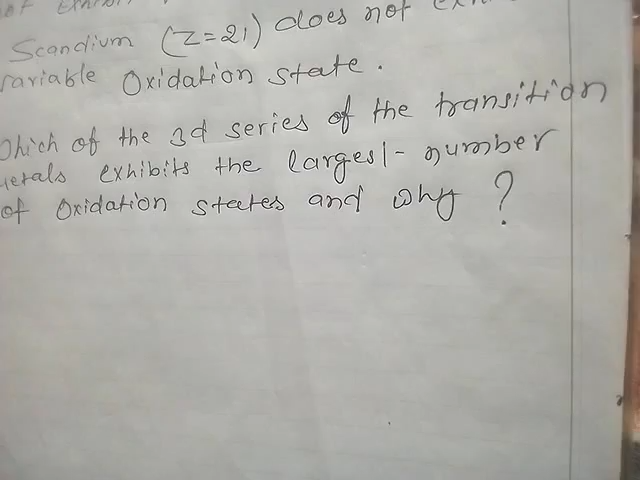 Scandium (Z=21) does not
variable Oxidation state.
Which of the 3d series of the transition
metals exhibits the largest number
of Oxidation states and why ?